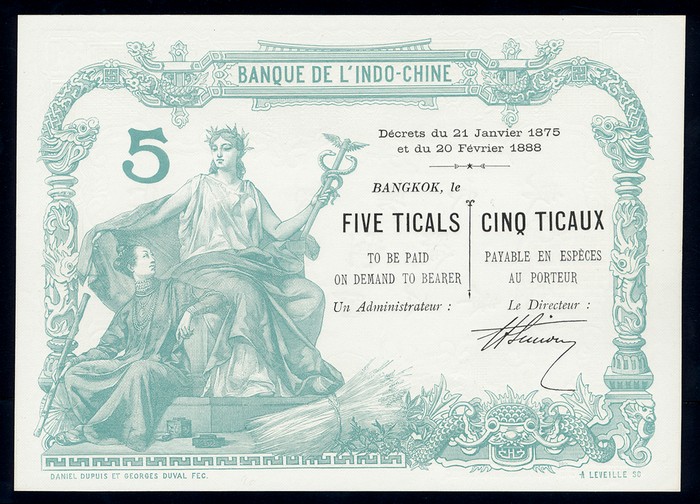 BANQUE DE L'INDO-CHINE
5
Décrets du 21 Janvier 1875
et du 20 Février 1888
BANGKOK, le
FIVE TICALS
TO BE PAID
ON DEMAND TO BEARER
CINQ TICAUX
PAYABLE EN ESPÈCES
AU PORTEUR
Un Administrateur :
Le Directeur :
DANIEL DUPUIS ET GEORGES DUVAL FEC.
A LEVEILLE SC